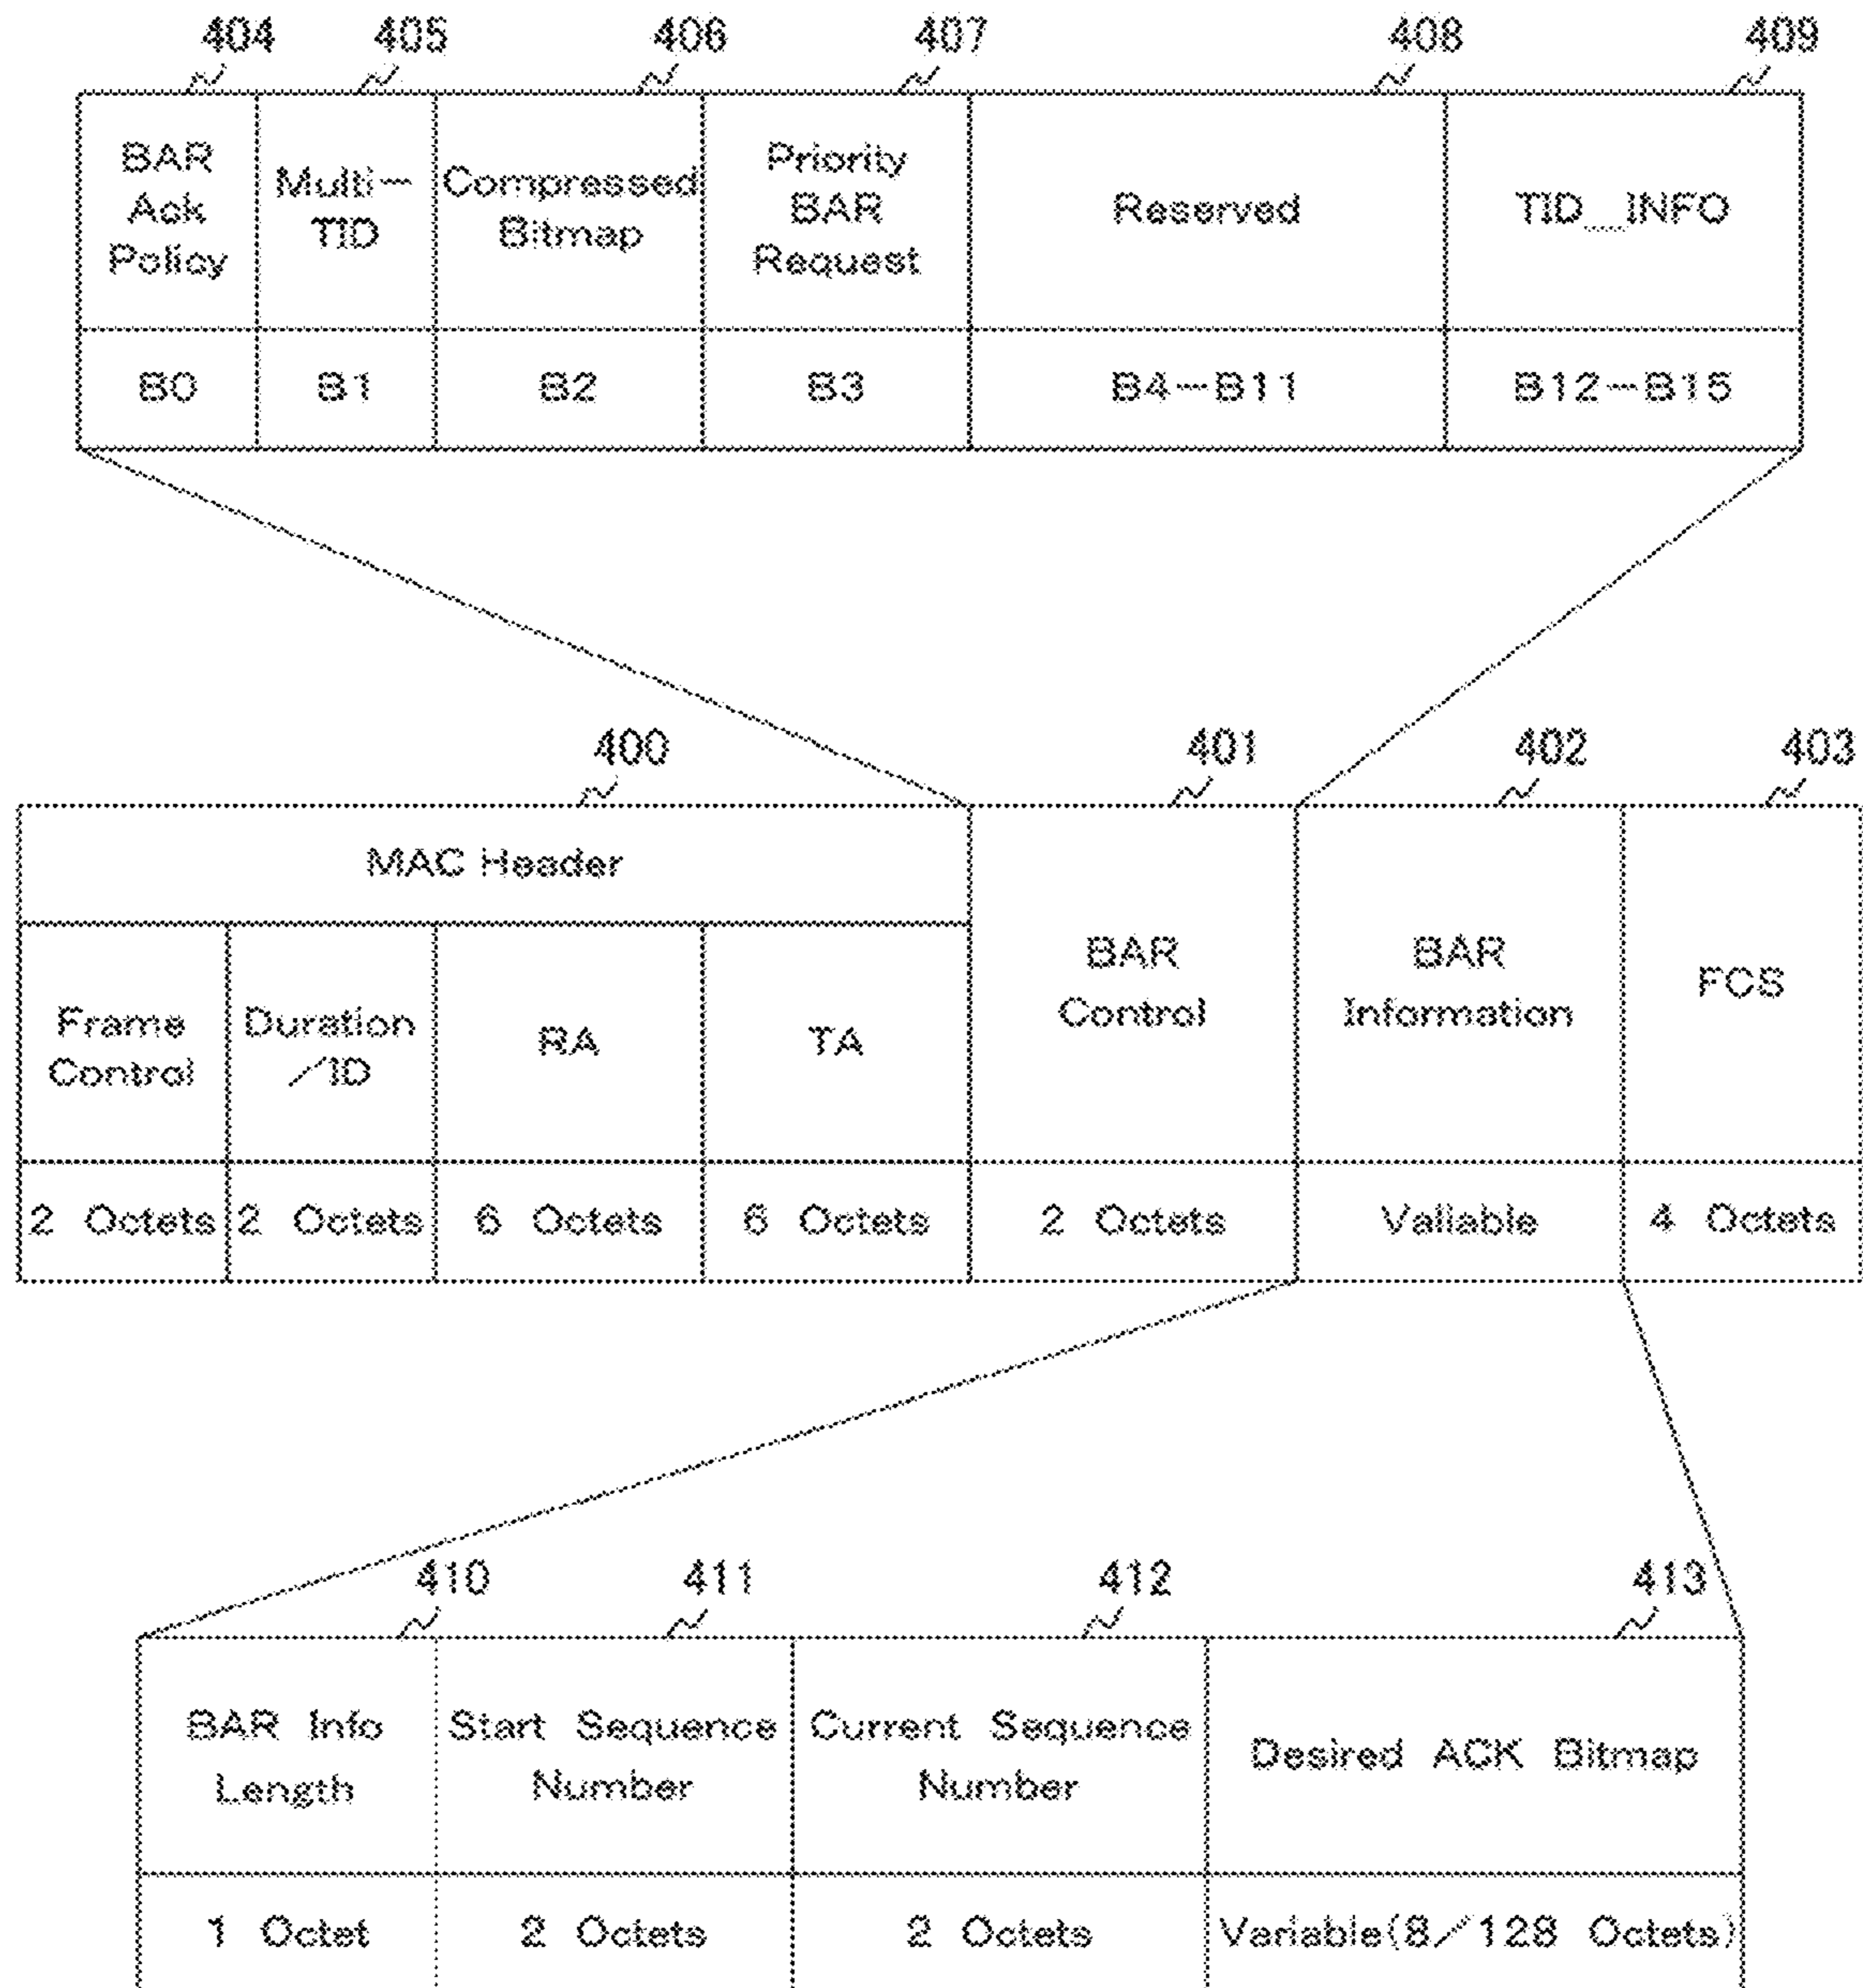 404 405 406 407 408 409
BAR Ack Policy
Multi-TID
Compressed Bitmap
Priority BAR Request
Reserved
TID_INFO
B0 B1 B2 B3 B4-B11 B12-B15
400 401 402 403
MAC Header
Frame Control
Duration/ID
RA
TA
BAR Control
BAR Information
FCS
2 Octets 2 Octets 6 Octets 6 Octets 2 Octets Valiable 4 Octets
410 411 412 413
BAR Info Length
Start Sequence Number
Current Sequence Number
Desired ACK Bitmap
1 Octet 2 Octets 2 Octets Variable(8/128 Octets)